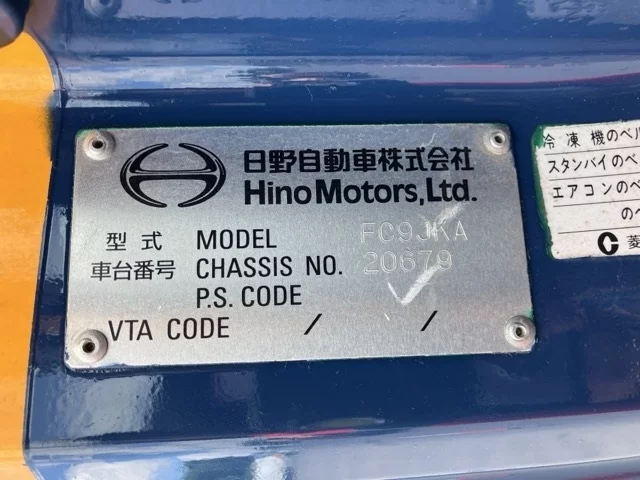 日野自動車株式会社
Hino Motors, Ltd.
型式 MODEL FC9JKA
車台番号 CHASSIS NO. 20679
P.S. CODE
VTA CODE / /
冷凍機のベル
スタンバイのベ
エアコンのベ
のベ
菱